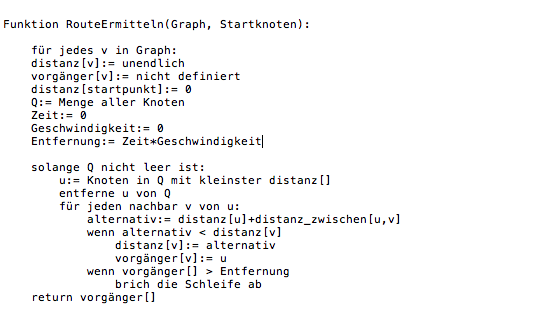 Funktion RouteErmitteln(Graph, Startknoten):
für jedes v in Graph:
distanz[v]:= unendlich
vorgänger[v]:= nicht definiert
distanz[startpunkt]:= 0
Q:= Menge aller Knoten
Zeit:= 0
Geschwindigkeit:= 0
Entfernung:= Zeit*Geschwindigkeit
solange Q nicht leer ist:
u:= Knoten in Q mit kleinster distanz[]
entferne u von Q
für jeden nachbar v von u:
alternativ:= distanz[u]+distanz_zwischen[u,v]
wenn alternativ < distanz[v]
distanz[v]:= alternativ
vorgänger[v]:= u
wenn vorgänger[] > Entfernung
brich die Schleife ab
return vorgänger[]